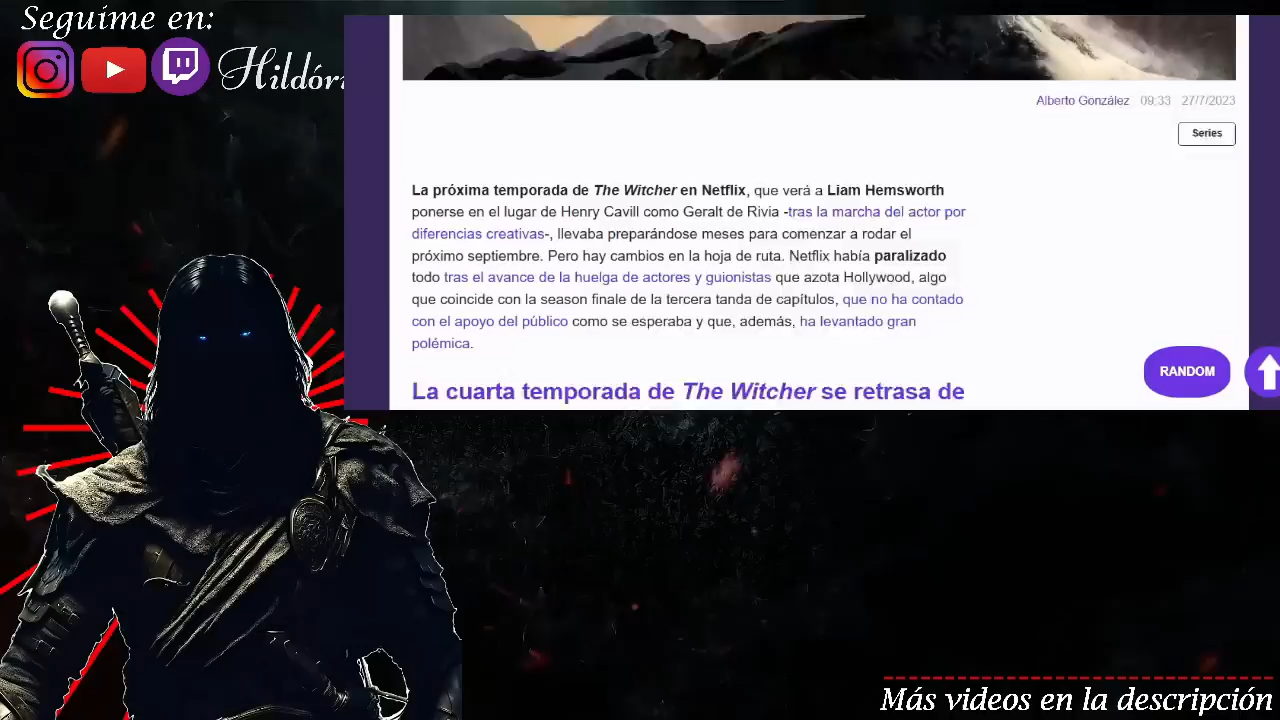 Seguime en:
Alberto González 09:33 27/7/2023
Series
La próxima temporada de The Witcher en Netflix, que verá a Liam Hemsworth
ponerse en el lugar de Henry Cavill como Geralt de Rivia -tras la marcha del actor por
diferencias creativas-, llevaba preparándose meses para comenzar a rodar el
próximo septiembre. Pero hay cambios en la hoja de ruta. Netflix había paralizado
todo tras el avance de la huelga de actores y guionistas que azota Hollywood, algo
que coincide con la season finale de la tercera tanda de capítulos, que no ha contado
con el apoyo del público como se esperaba y que, además, ha levantado gran
polémica.
RANDOM
La cuarta temporada de The Witcher se retrasa de
Más videos en la descripción